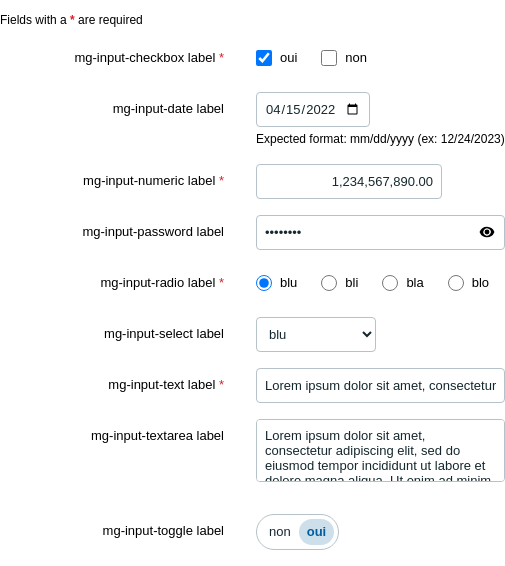 Fields with a * are required
mg-input-checkbox label * oui non
mg-input-date label 04/15/2022
Expected format: mm/dd/yyyy (ex: 12/24/2023)
mg-input-numeric label * 1,234,567,890.00
mg-input-password label ••••••••
mg-input-radio label * blu bli bla blo
mg-input-select label blu
mg-input-text label * Lorem ipsum dolor sit amet, consectetur
mg-input-textarea label Lorem ipsum dolor sit amet,
consectetur adipiscing elit, sed do
eiusmod tempor incididunt ut labore et
dolore magna aliqua. Ut enim ad minim
mg-input-toggle label non oui